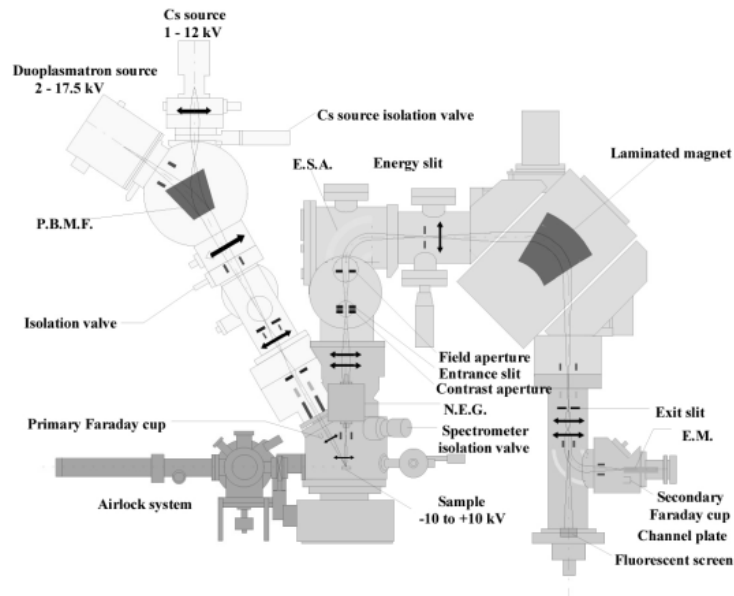 Cs source
1 - 12 kV
Duoplasmatron source
2 - 17.5 kV
Cs source isolation valve
E.S.A.
Energy slit
Laminated magnet
P.B.M.F.
Isolation valve
Field aperture
Entrance slit
Contrast aperture
N.E.G.
Exit slit
Primary Faraday cup
Spectrometer
isolation valve
E.M.
Airlock system
Sample
-10 to +10 kV
Secondary
Faraday cup
Channel plate
Fluorescent screen